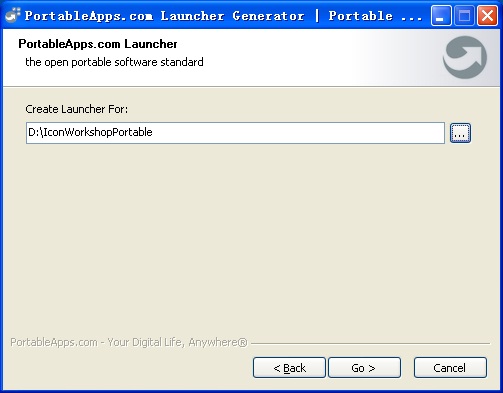 PortableApps.com Launcher Generator | Portable ...
PortableApps.com Launcher
the open portable software standard
Create Launcher For:
D:\IconWorkshopPortable
...
PortableApps.com - Your Digital Life, Anywhere®
< Back
Go >
Cancel